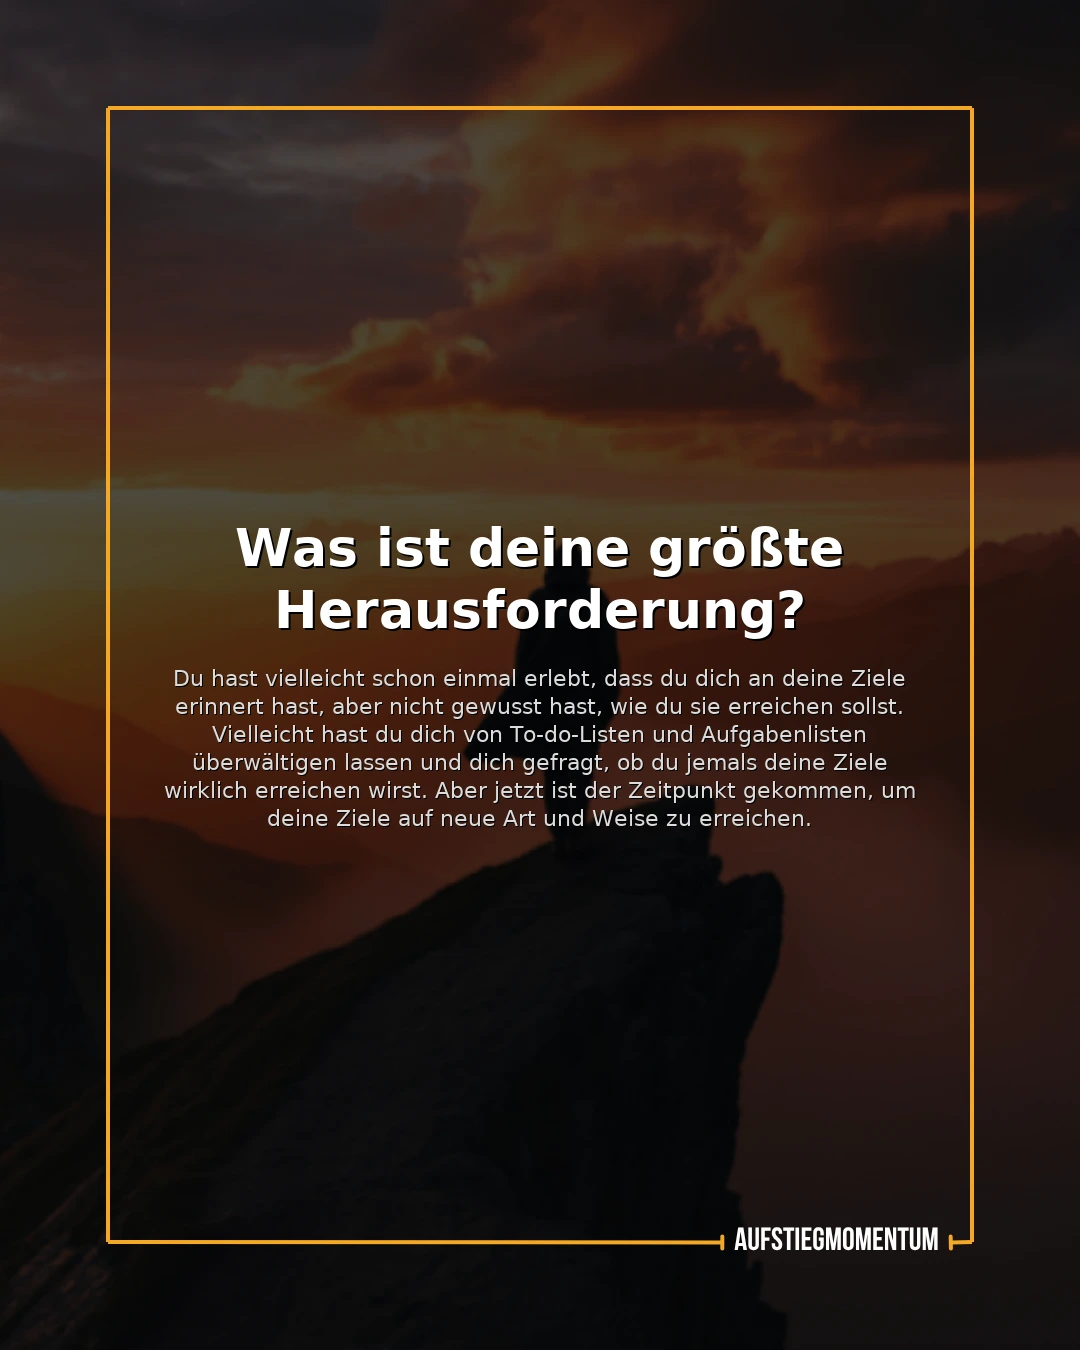 Was ist deine größte
Herausforderung?
Du hast vielleicht schon einmal erlebt, dass du dich an deine Ziele
erinnert hast, aber nicht gewusst hast, wie du sie erreichen sollst.
Vielleicht hast du dich von To-do-Listen und Aufgabenlisten
überwältigen lassen und dich gefragt, ob du jemals deine Ziele
wirklich erreichen wirst. Aber jetzt ist der Zeitpunkt gekommen, um
deine Ziele auf neue Art und Weise zu erreichen.
AUFSTIEGMOMENTUM